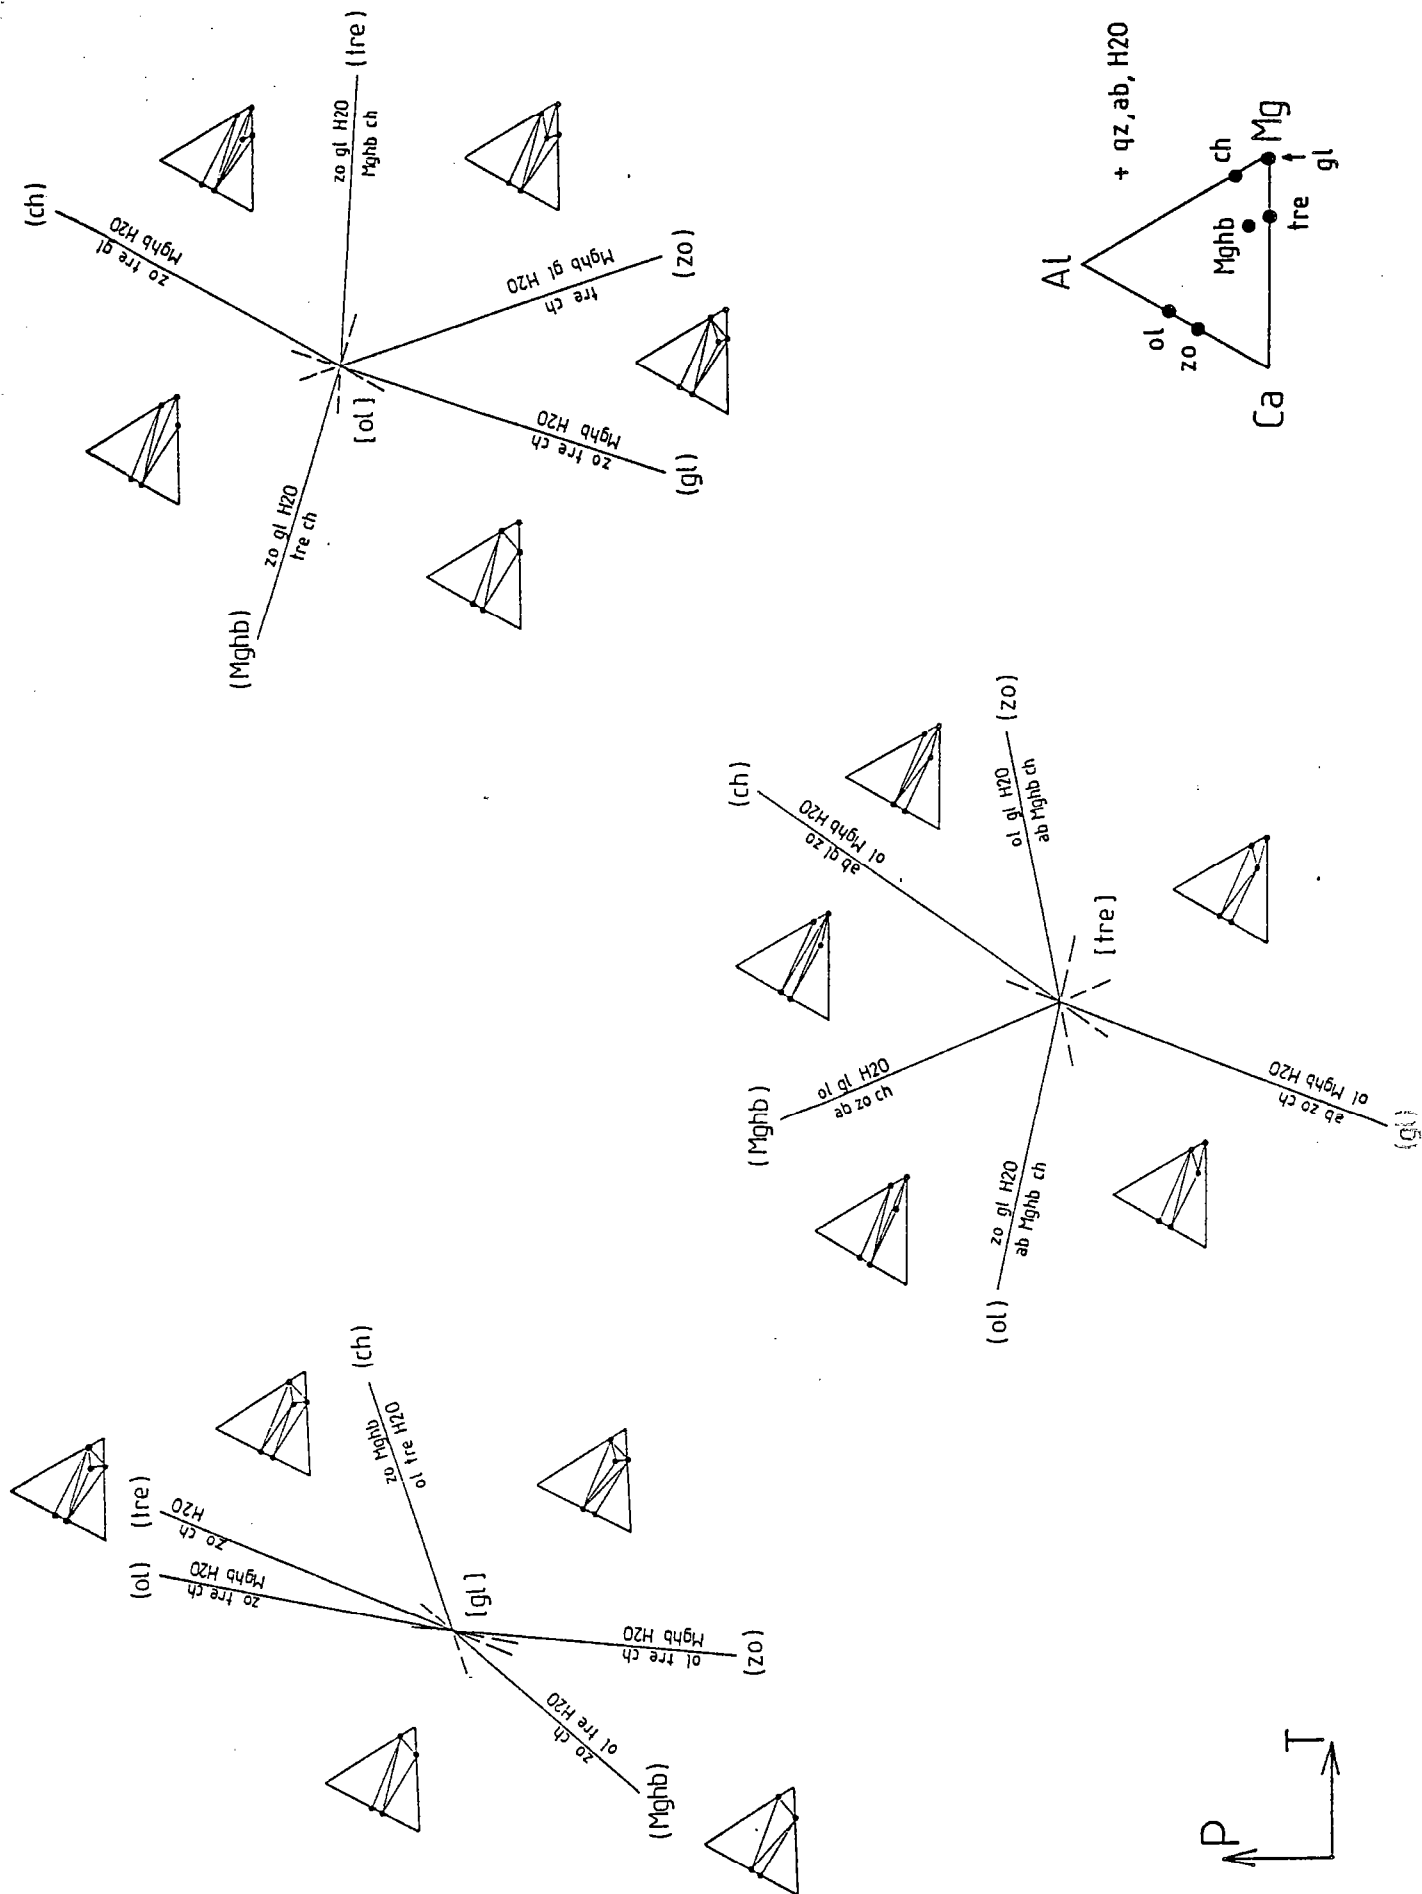 (ch)
zo tre gl
Mghb H2O
(tre)
zo gl H2O
Mghb ch
(zo)
Mghb gl H2O
tre ch
[ol]
(gl)
Mghb H2O
zo tre ch
(Mghb)
zo gl H2O
tre ch
+ qz,ab,H2O
Al
ol
zo
Mghb
ch
Mg
tre
gl
Ca
(ch)
ol Mghb H2O
ab gl zo
(zo)
ol gl H2O
ab Mghb ch
[tre]
(Mghb)
ol gl H2O
ab zo ch
(ol)
zo gl H2O
ab Mghb ch
(gl)
ol Mghb H2O
ab zo ch
(ch)
zo Mghb
ol tre H2O
(tre)
H2O
zo ch
(ol)
Mghb H2O
zo tre ch
[gl]
(zo)
Mghb H2O
ol tre ch
(Mghb)
ol tre H2O
zo ch
P
T